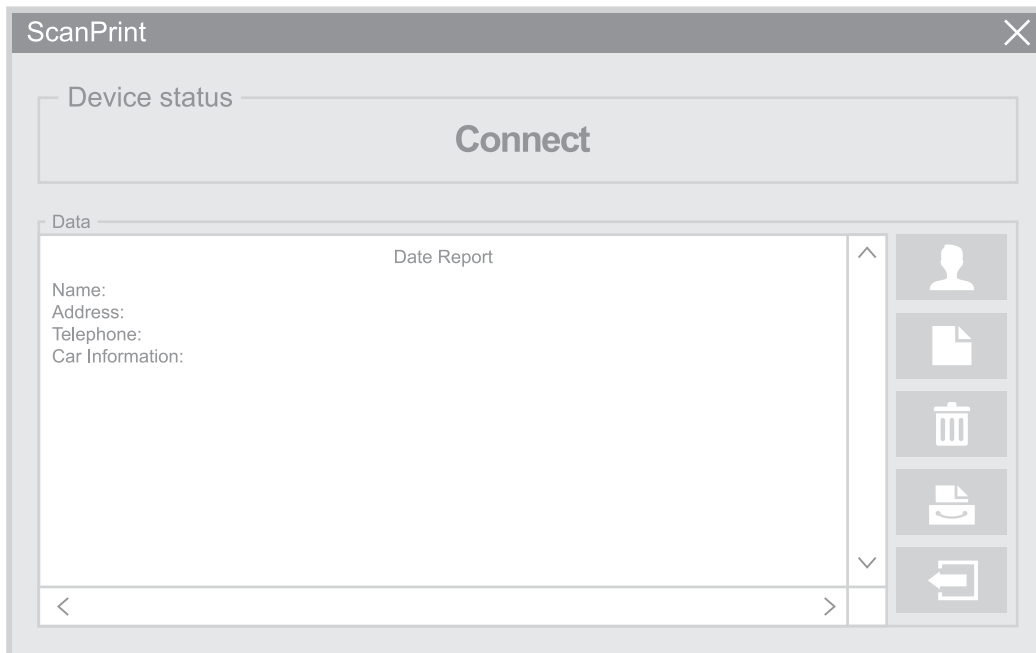 ScanPrint
Device status
Connect
Data
Date Report
Name:
Address:
Telephone:
Car Information: